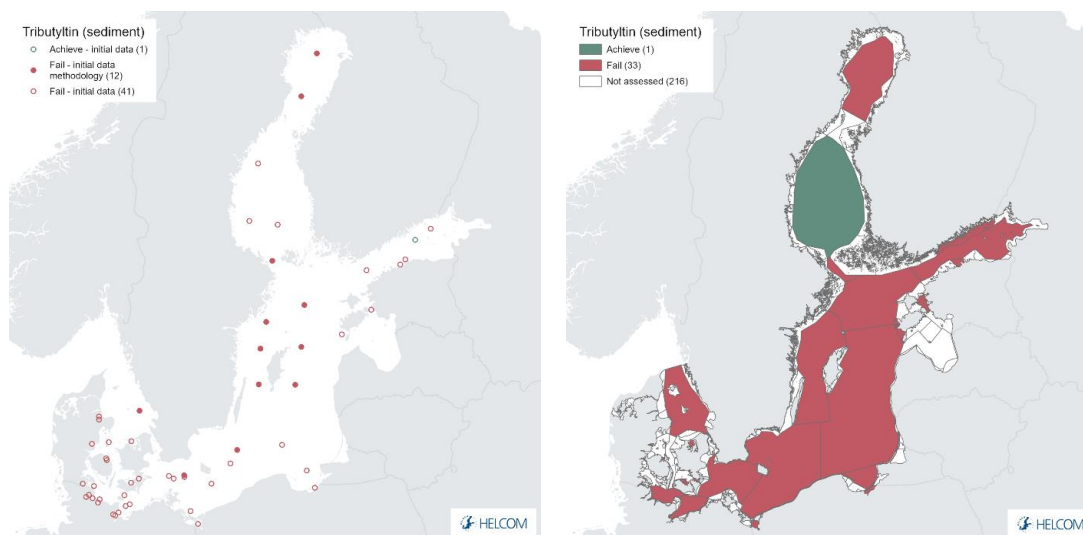 Tributyltin (sediment)
Achieve - initial data (1)
Fail - initial data
methodology (12)
Fail - initial data (41)
HELCOM
Tributyltin (sediment)
Achieve (1)
Fail (33)
Not assessed (216)
HELCOM